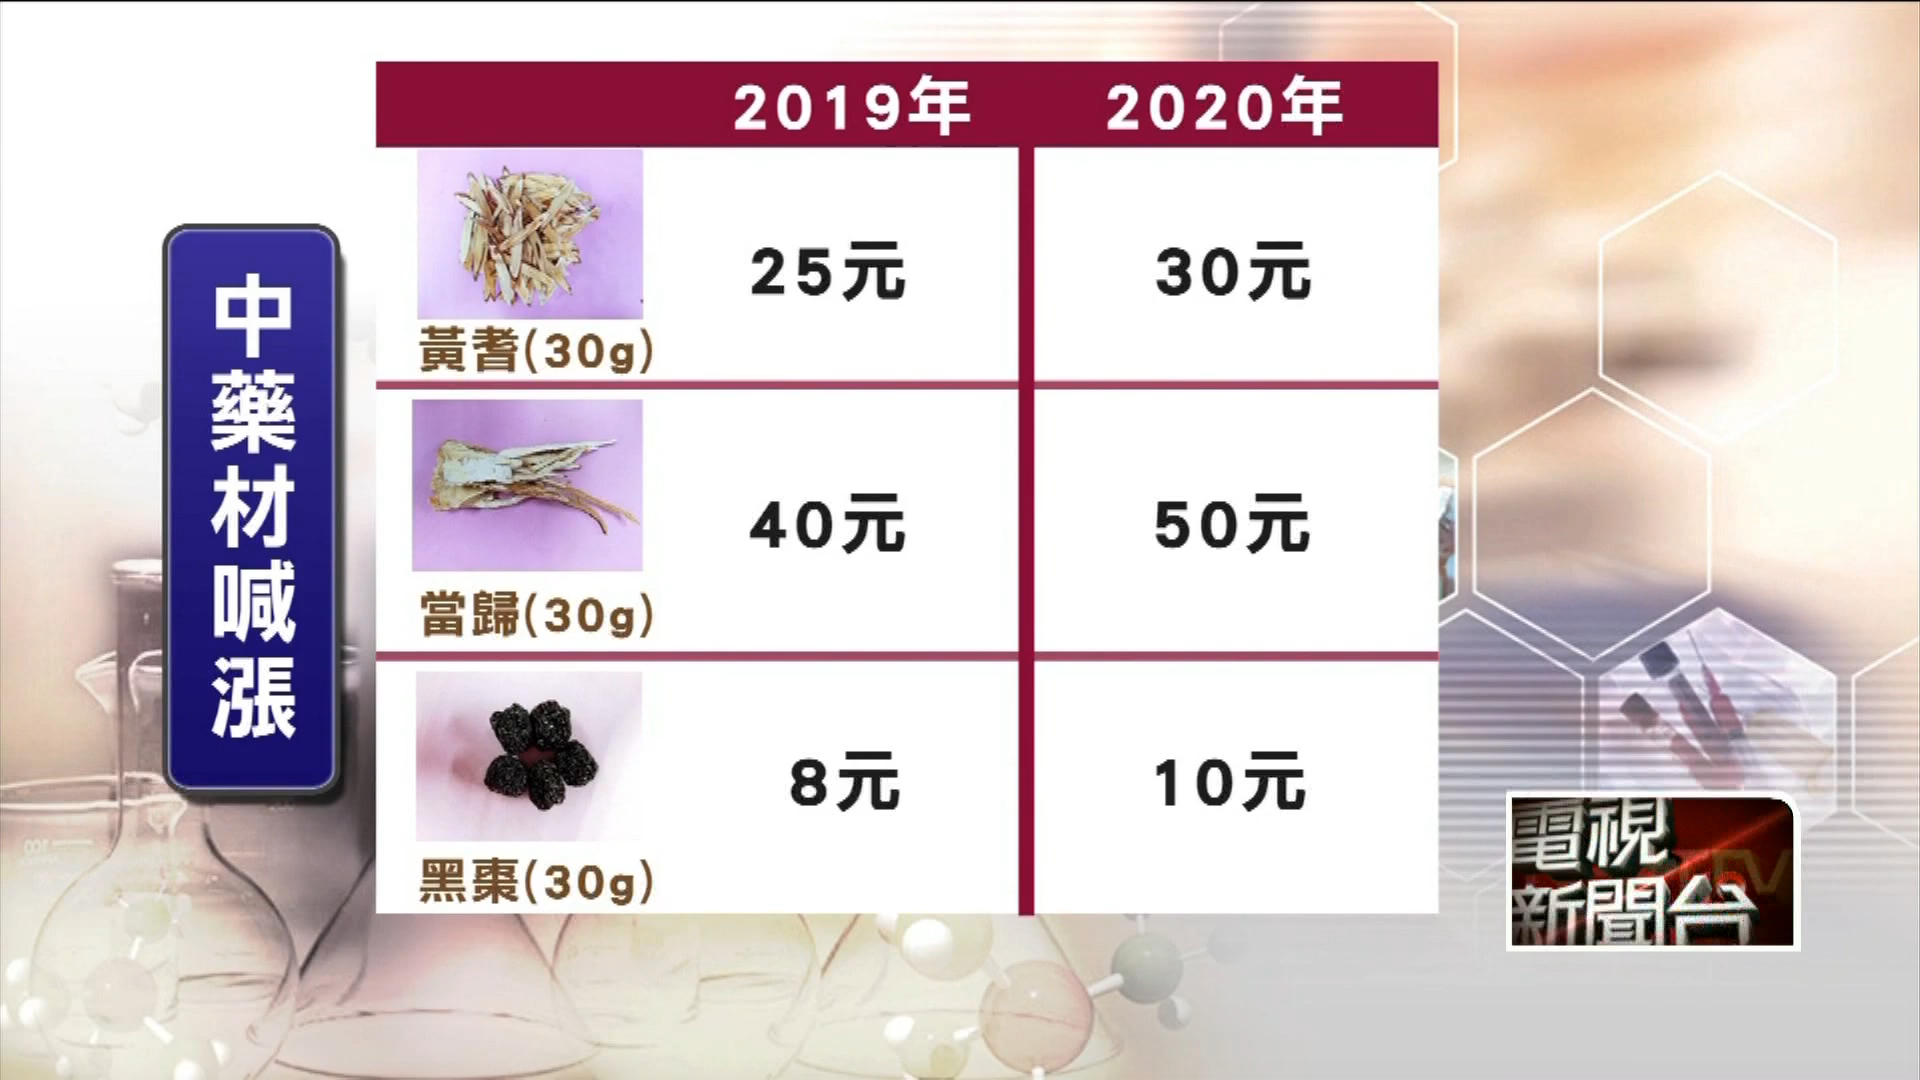 中藥材喊漲
2019年 2020年
黃耆(30g) 25元 30元
當歸(30g) 40元 50元
黑棗(30g) 8元 10元
電視
新聞台